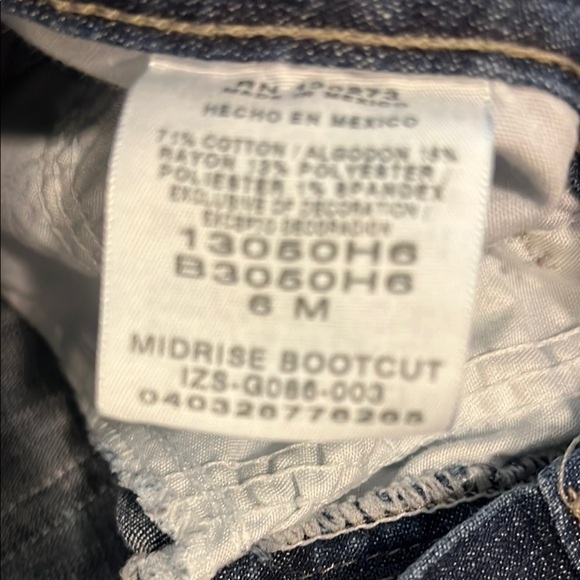 HECHO EN MEXICO
71% COTTON / ALGODON 15%
RAYON 13% POLYESTER /
POLIESTER 1% SPANDEX
EXCLUSIVE OF DECORATION /
EXCEPTO DECORACION
13050H6
B3050H6
6 M
MIDRISE BOOTCUT
IZS-G086-003